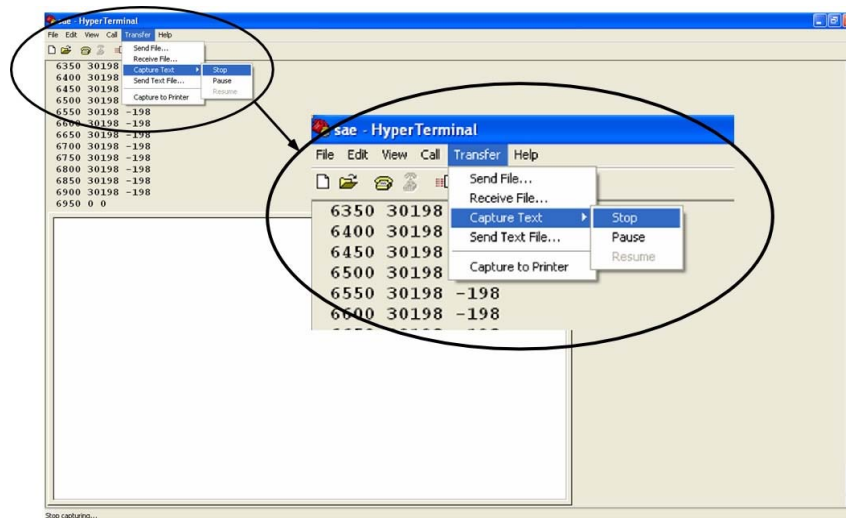 sae - HyperTerminal
File Edit View Call Transfer Help
Send File...
Receive File...
Capture Text
Send Text File...
Capture to Printer
Stop
Pause
Resume
6350 30198
6400 30198
6450 30198
6500 30198
6550 30198 -198
6600 30198 -198
6650 30198 -198
6700 30198 -198
6750 30198 -198
6800 30198 -198
6850 30198 -198
6900 30198 -198
6950 0 0
sae - HyperTerminal
File Edit View Call Transfer Help
Send File...
Receive File...
Capture Text
Send Text File...
Capture to Printer
Stop
Pause
Resume
6350 30198
6400 30198
6450 30198
6500 30198
6550 30198 -198
6600 30198 -198
Stop capturing...